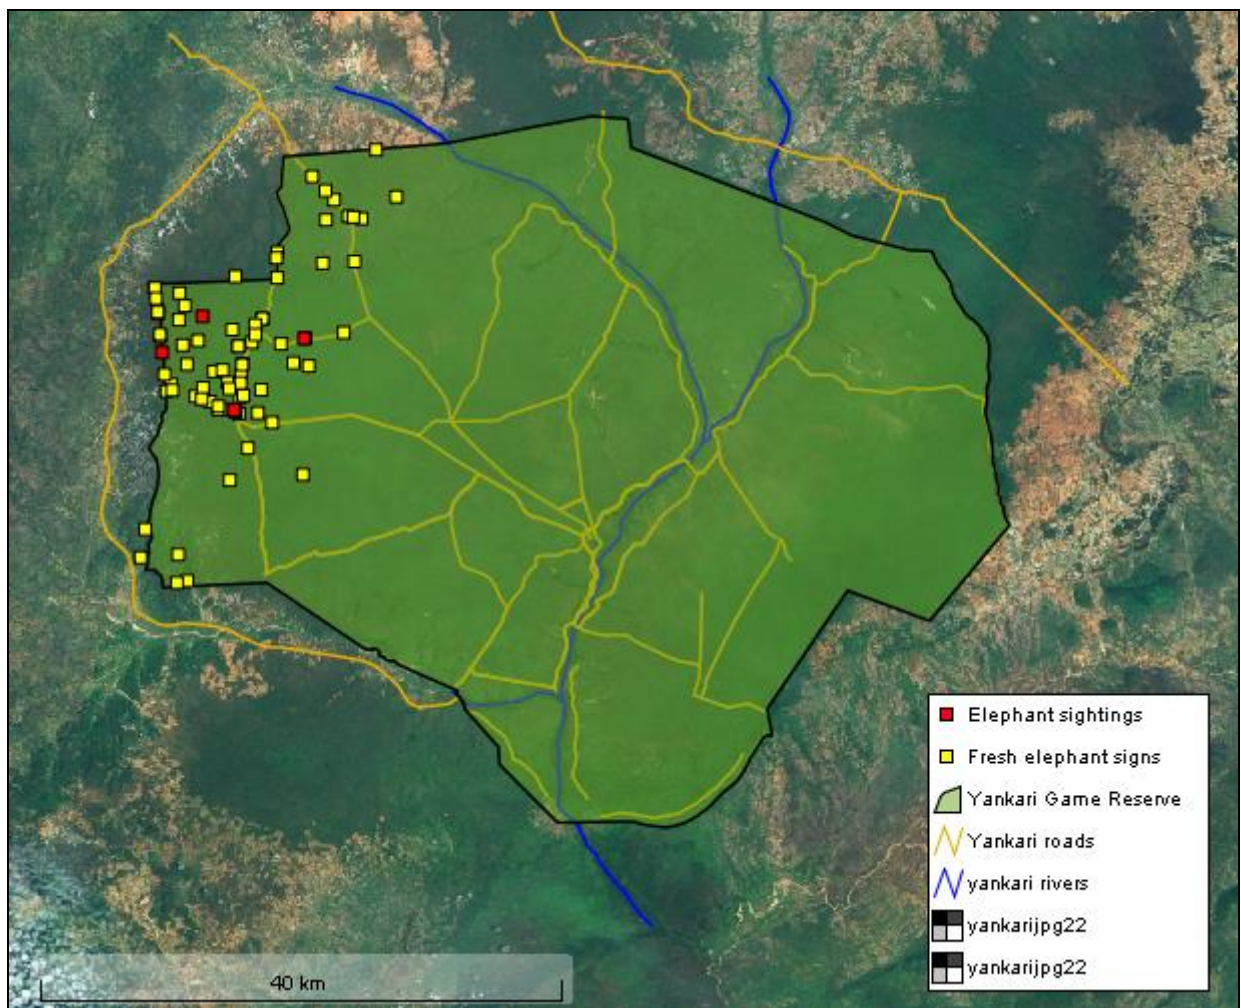 Elephant sightings
Fresh elephant signs
Yankari Game Reserve
Yankari roads
yankari rivers
yankarijpg22
yankarijpg22
40 km